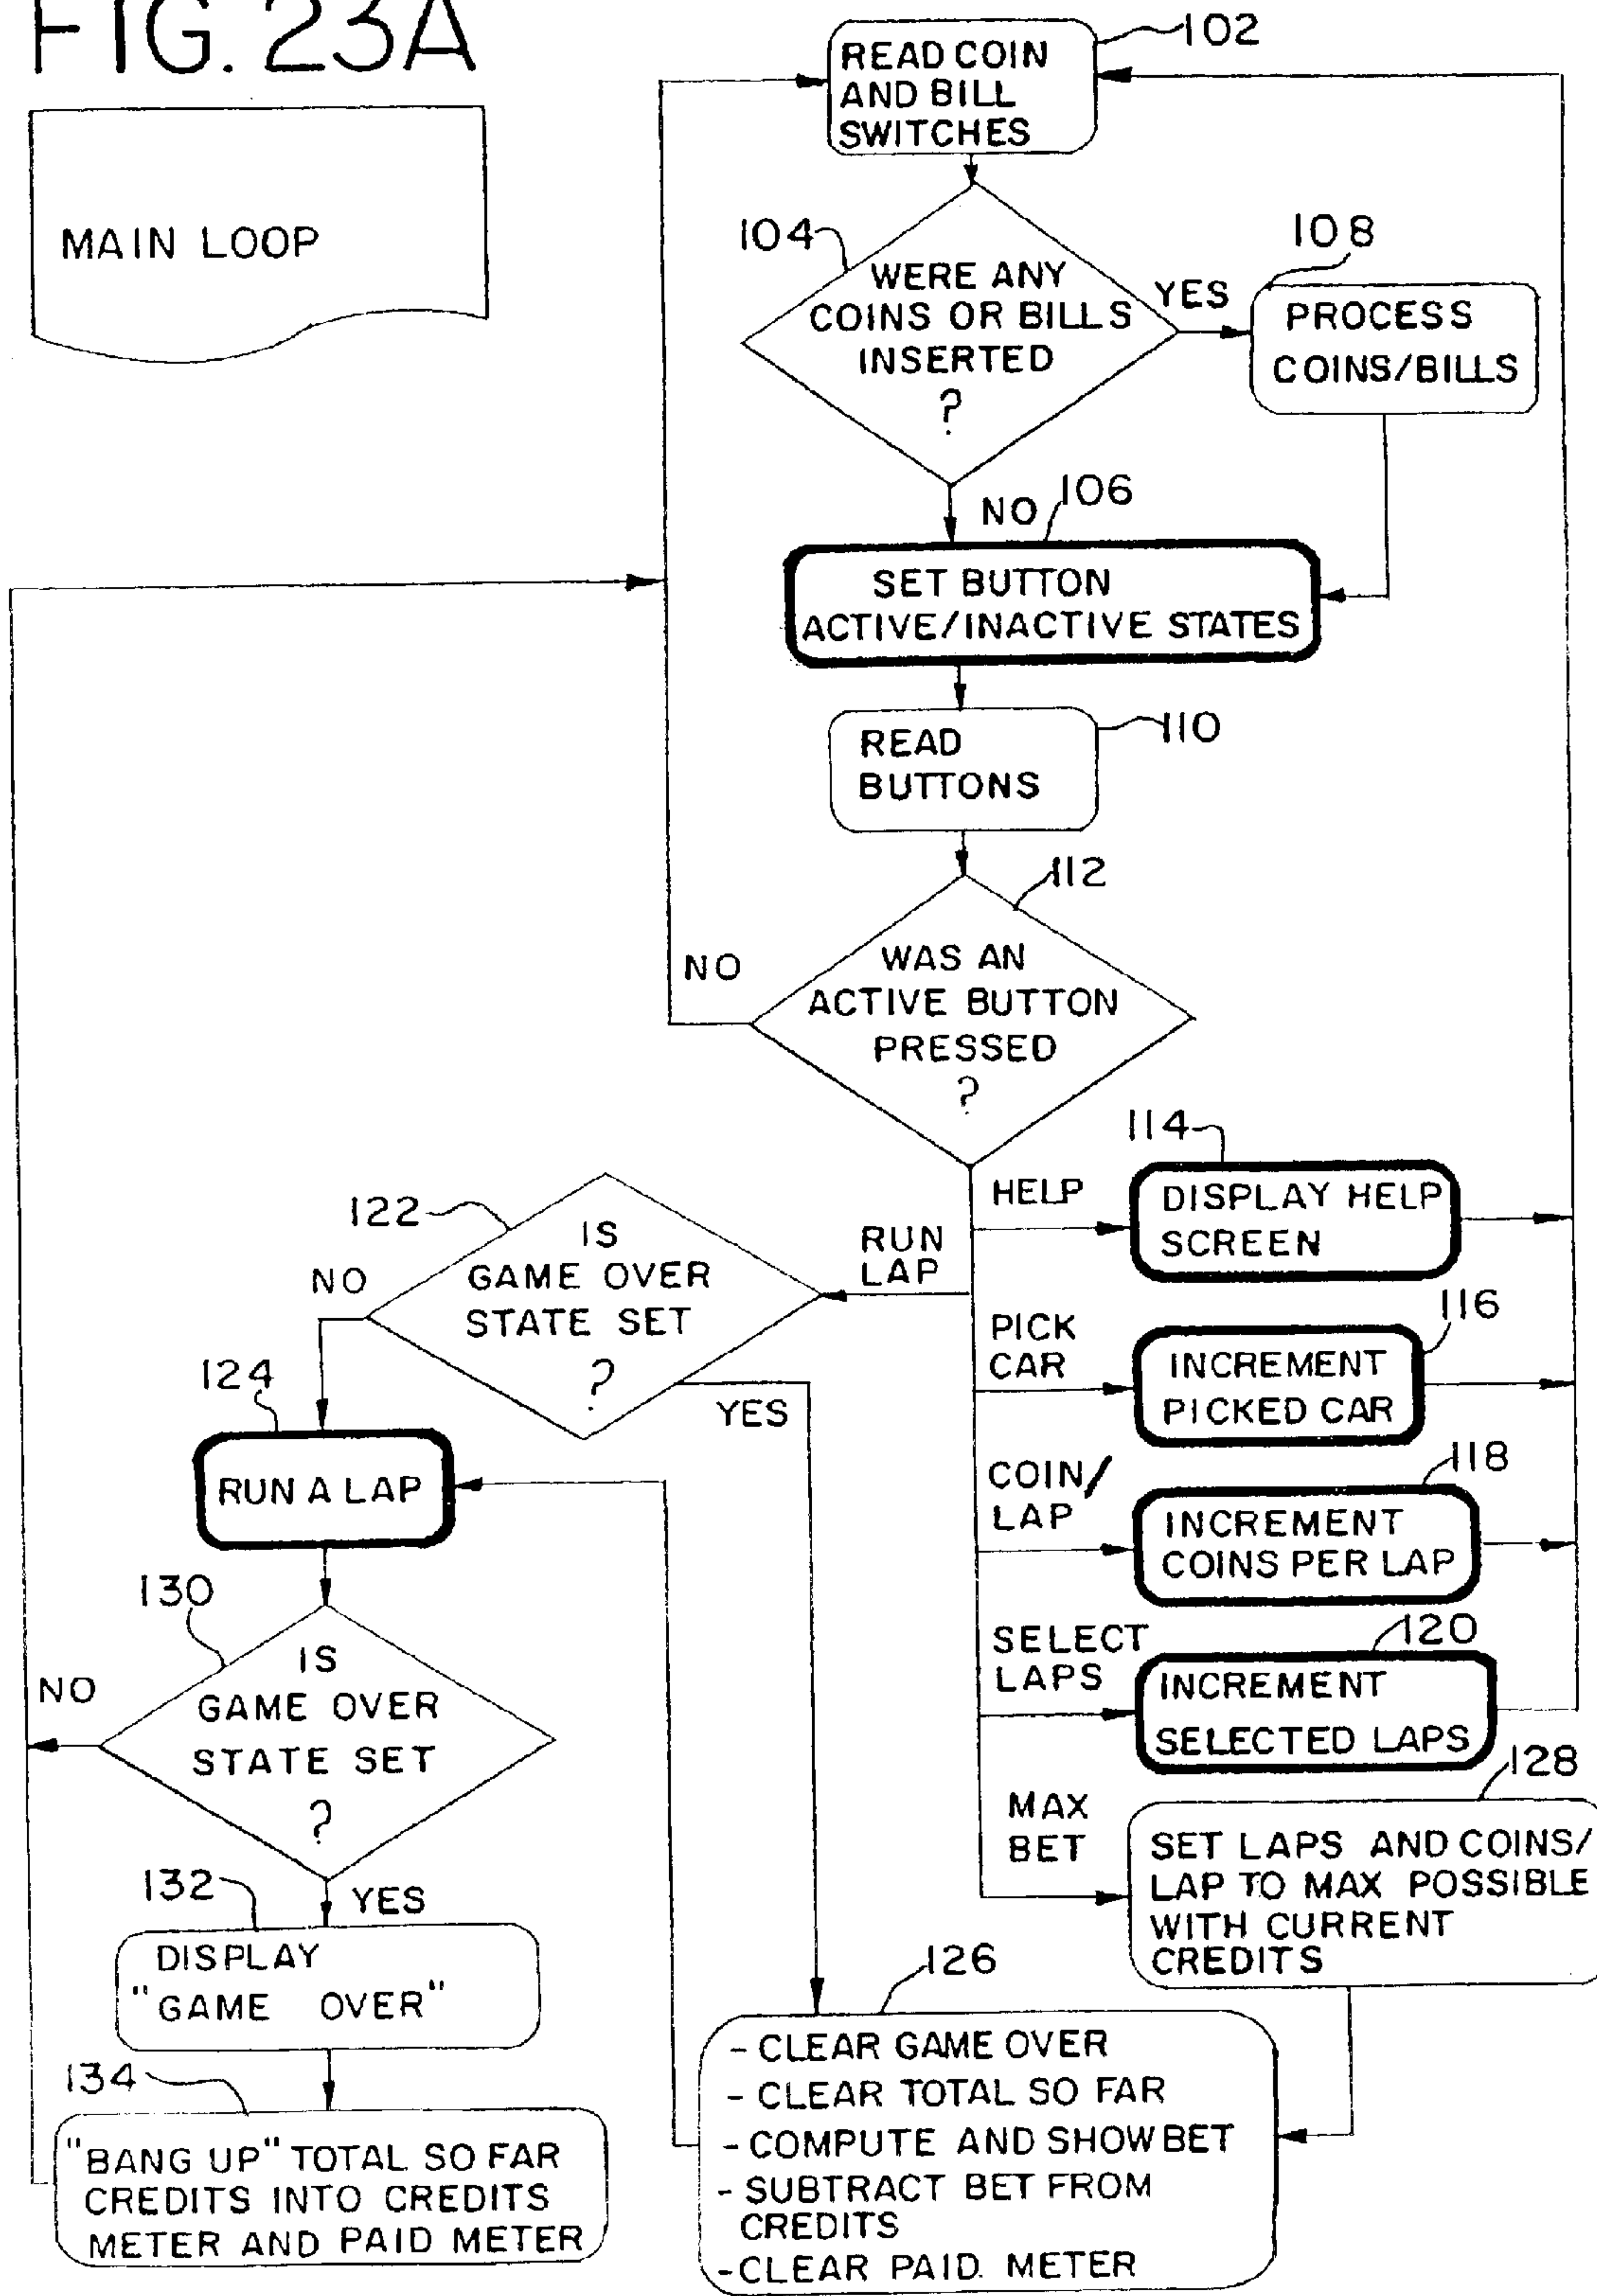 FIG. 23A
MAIN LOOP
102
READ COIN
AND BILL
SWITCHES
104
WERE ANY
COINS OR BILLS
INSERTED
?
YES
108
PROCESS
COINS/BILLS
NO
106
SET BUTTON
ACTIVE/INACTIVE STATES
110
READ
BUTTONS
112
WAS AN
ACTIVE BUTTON
PRESSED
?
NO
HELP
114
DISPLAY HELP
SCREEN
RUN
LAP
122
IS
GAME OVER
STATE SET
?
NO
YES
PICK
CAR
116
INCREMENT
PICKED CAR
COIN/
LAP
118
INCREMENT
COINS PER LAP
SELECT
LAPS
120
INCREMENT
SELECTED LAPS
MAX
BET
128
SET LAPS AND COINS/
LAP TO MAX POSSIBLE
WITH CURRENT
CREDITS
124
RUN A LAP
130
IS
GAME OVER
STATE SET
?
NO
YES
132
DISPLAY
"GAME OVER"
134
"BANG UP" TOTAL SO FAR
CREDITS INTO CREDITS
METER AND PAID METER
126
- CLEAR GAME OVER
- CLEAR TOTAL SO FAR
- COMPUTE AND SHOW BET
- SUBTRACT BET FROM
CREDITS
- CLEAR PAID. METER